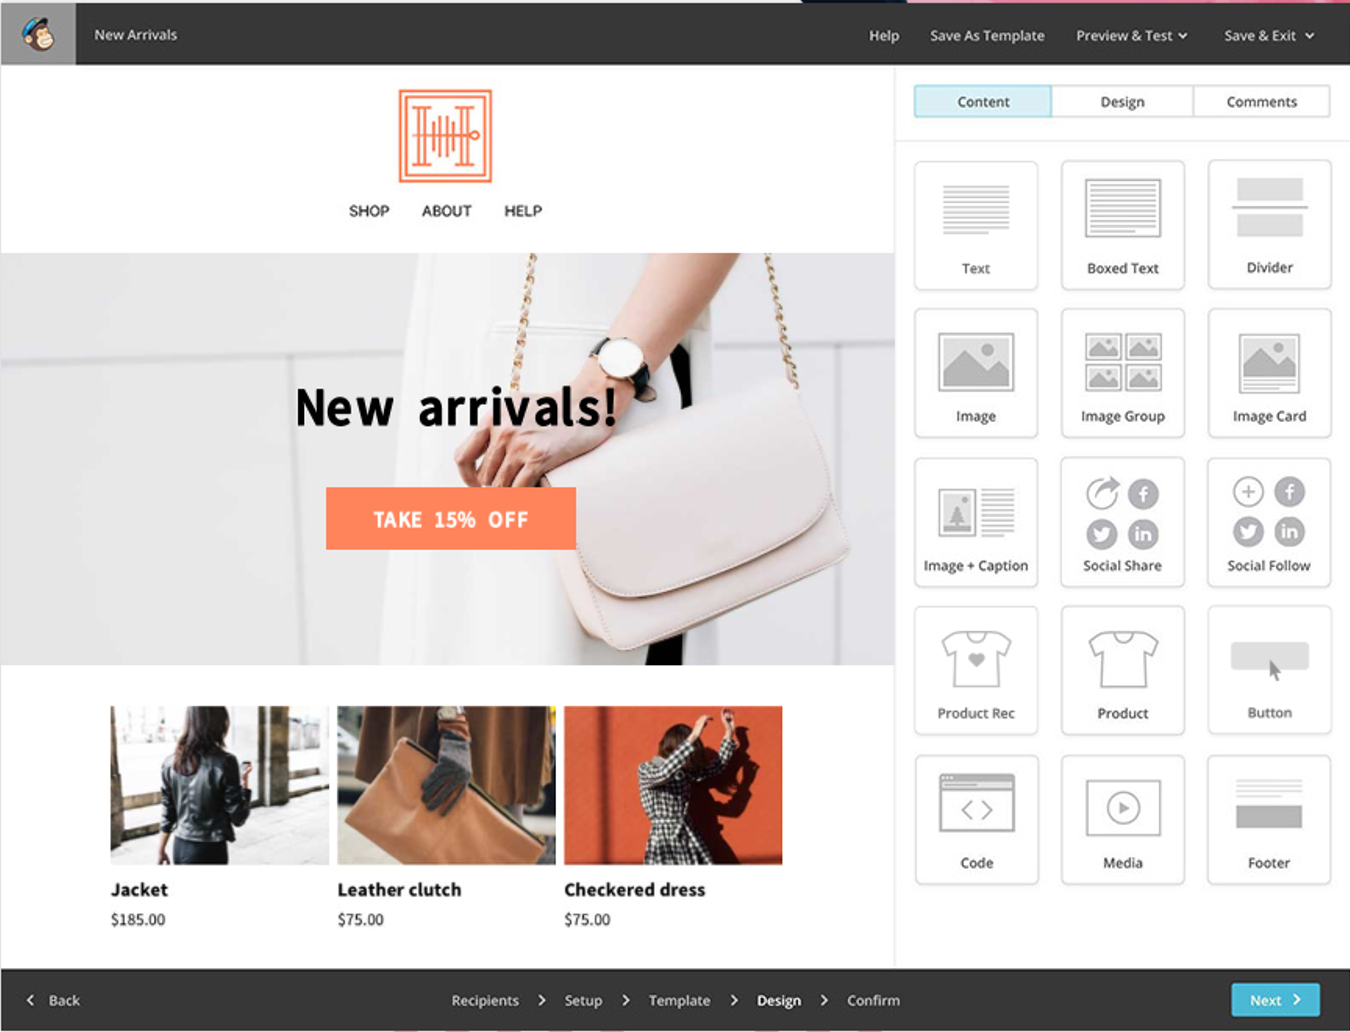 New Arrivals
Help
Save As Template
Preview & Test
Save & Exit
SHOP ABOUT HELP
New arrivals!
TAKE 15% OFF
Jacket
$185.00
Leather clutch
$75.00
Checkered dress
$75.00
Content
Design
Comments
Text
Boxed Text
Divider
Image
Image Group
Image Card
Image + Caption
Social Share
Social Follow
Product Rec
Product
Button
Code
Media
Footer
Back
Recipients
Setup
Template
Design
Confirm
Next